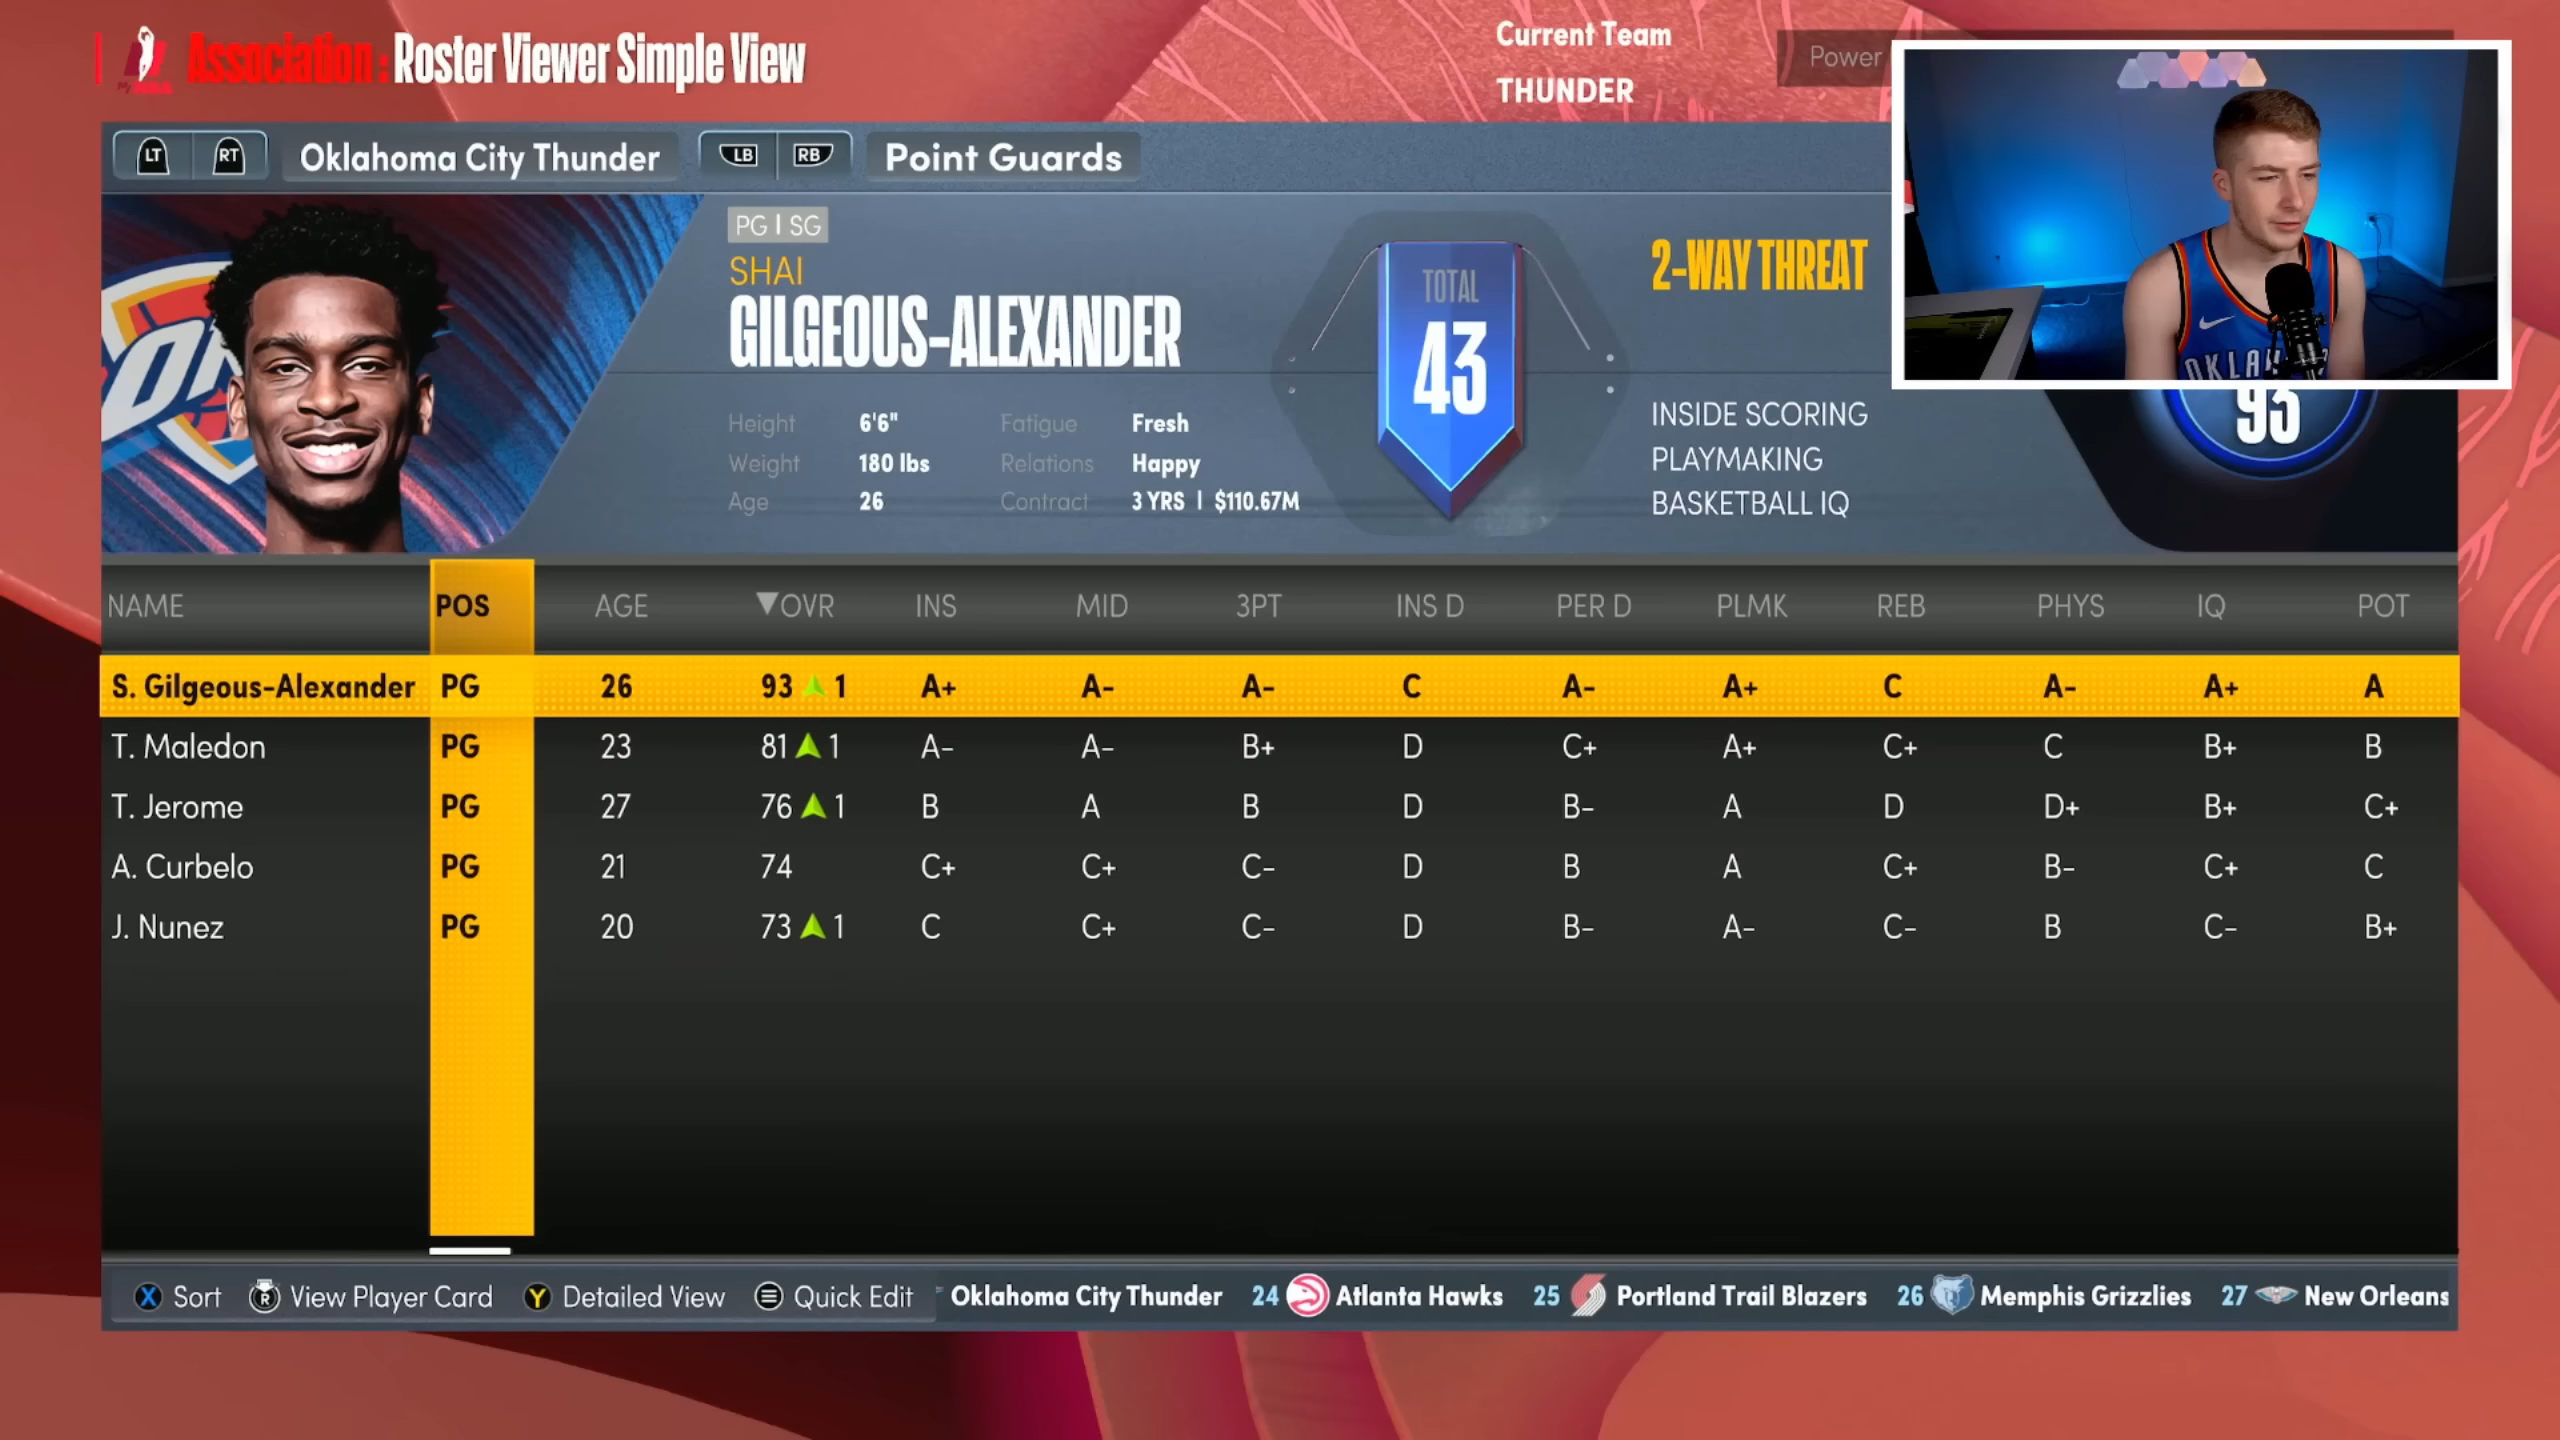 Association: Roster Viewer Simple View
Current Team
THUNDER
Power
LT RT Oklahoma City Thunder LB RB Point Guards
PG | SG
SHAI
GILGEOUS-ALEXANDER
Height 6'6" Fatigue Fresh
Weight 180 lbs Relations Happy
Age 26 Contract 3 YRS | $110.67M
TOTAL
43
2-WAY THREAT
INSIDE SCORING
PLAYMAKING
BASKETBALL IQ
93
NAME POS AGE ▼OVR INS MID 3PT INS D PER D PLMK REB PHYS IQ POT
S. Gilgeous-Alexander PG 26 93 ▲ 1 A+ A- A- C A- A+ C A- A+ A
T. Maledon PG 23 81 ▲ 1 A- A- B+ D C+ A+ C+ C B+ B
T. Jerome PG 27 76 ▲ 1 B A B D B- A D D+ B+ C+
A. Curbelo PG 21 74 C+ C+ C- D B A C+ B- C+ C
J. Nunez PG 20 73 ▲ 1 C C+ C- D B- A- C- B C- B+
X Sort R View Player Card Y Detailed View Quick Edit Oklahoma City Thunder 24 Atlanta Hawks 25 Portland Trail Blazers 26 Memphis Grizzlies 27 New Orleans